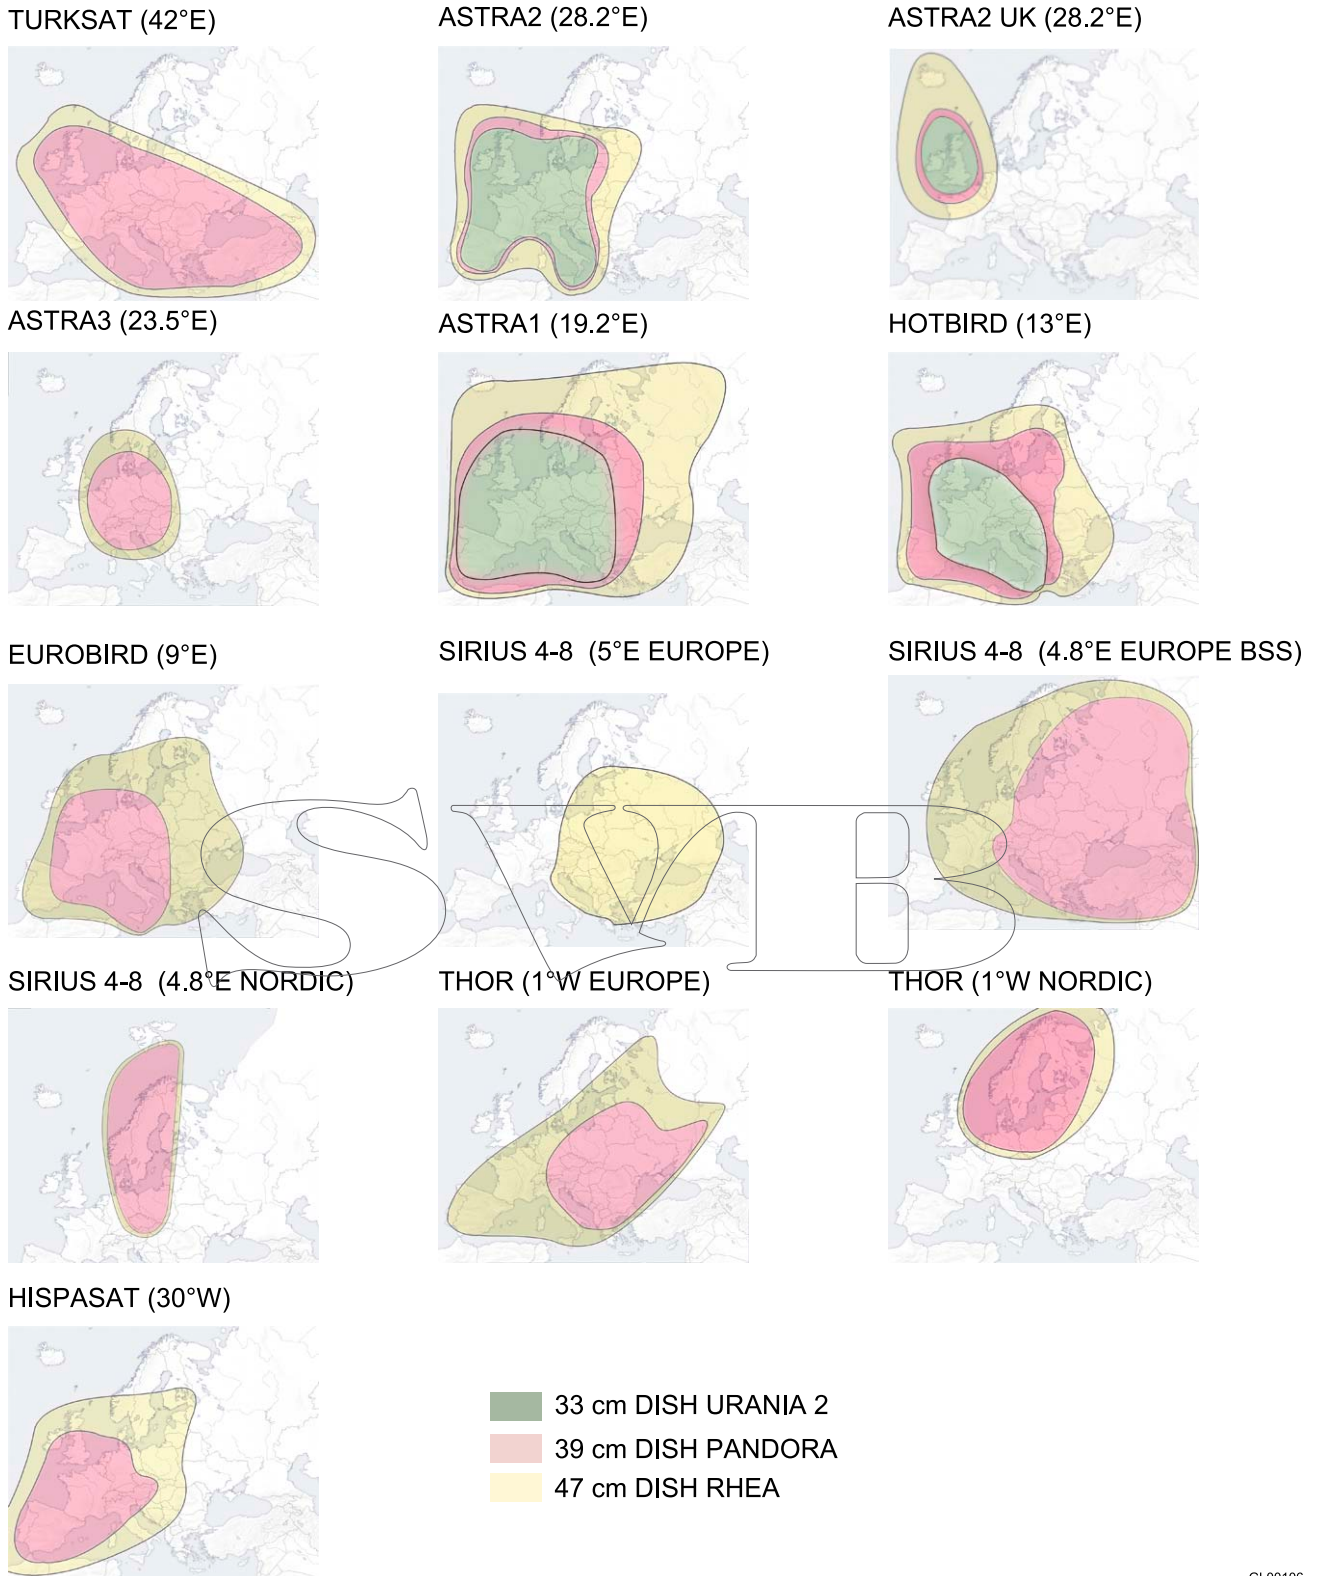 TURKSAT (42°E)
ASTRA2 (28.2°E)
ASTRA2 UK (28.2°E)
ASTRA3 (23.5°E)
ASTRA1 (19.2°E)
HOTBIRD (13°E)
EUROBIRD (9°E)
SIRIUS 4-8 (5°E EUROPE)
SIRIUS 4-8 (4.8°E EUROPE BSS)
SVB
SIRIUS 4-8 (4.8°E NORDIC)
THOR (1°W EUROPE)
THOR (1°W NORDIC)
HISPASAT (30°W)
33 cm DISH URANIA 2
39 cm DISH PANDORA
47 cm DISH RHEA